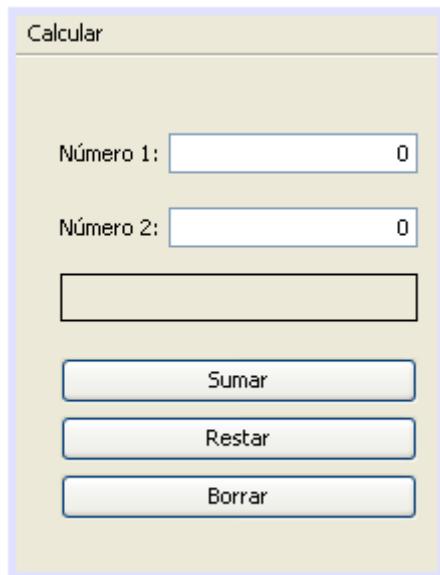 Calcular
Número 1: 0
Número 2: 0
Sumar
Restar
Borrar